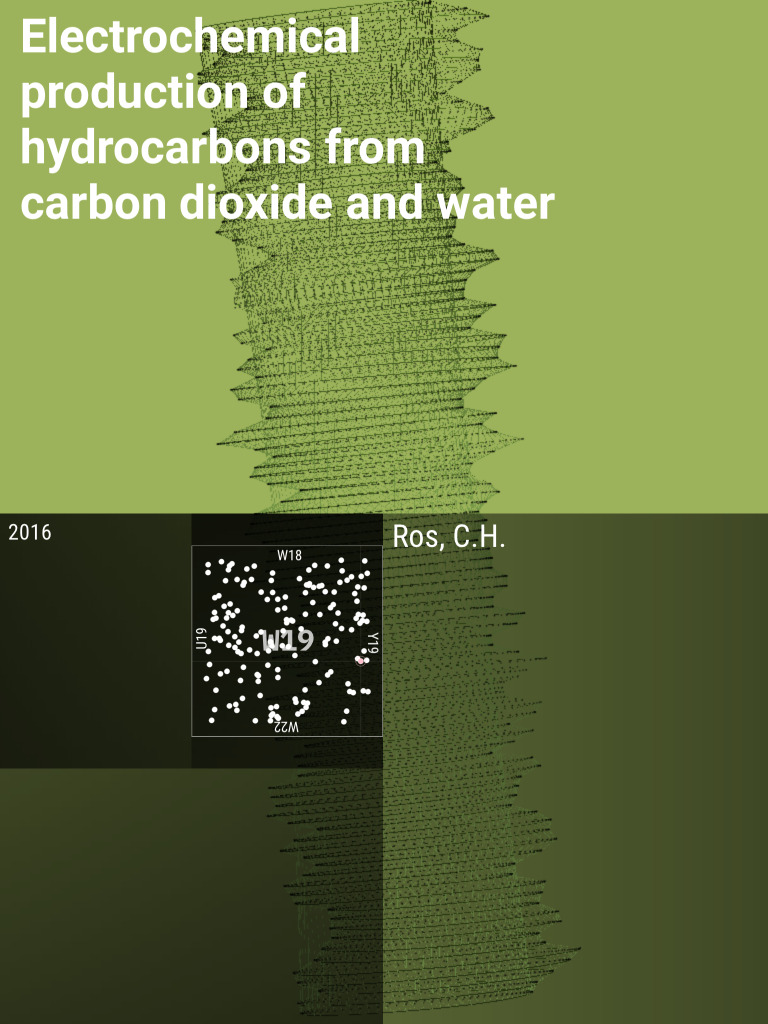 Electrochemical
production of
hydrocarbons from
carbon dioxide and water
2016
Ros, C.H.
W18
U19
W19
Y19
W22